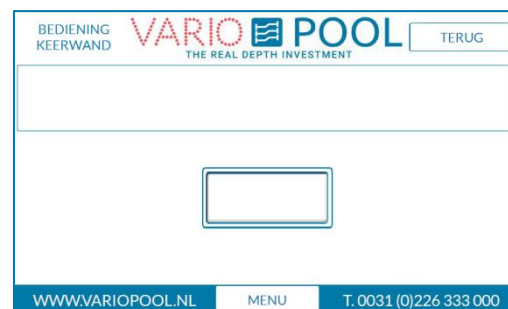 BEDIENING
KEERWAND
VARIO POOL
THE REAL DEPTH INVESTMENT
TERUG
WWW.VARIOPOOL.NL
MENU
T. 0031 (0)226 333 000